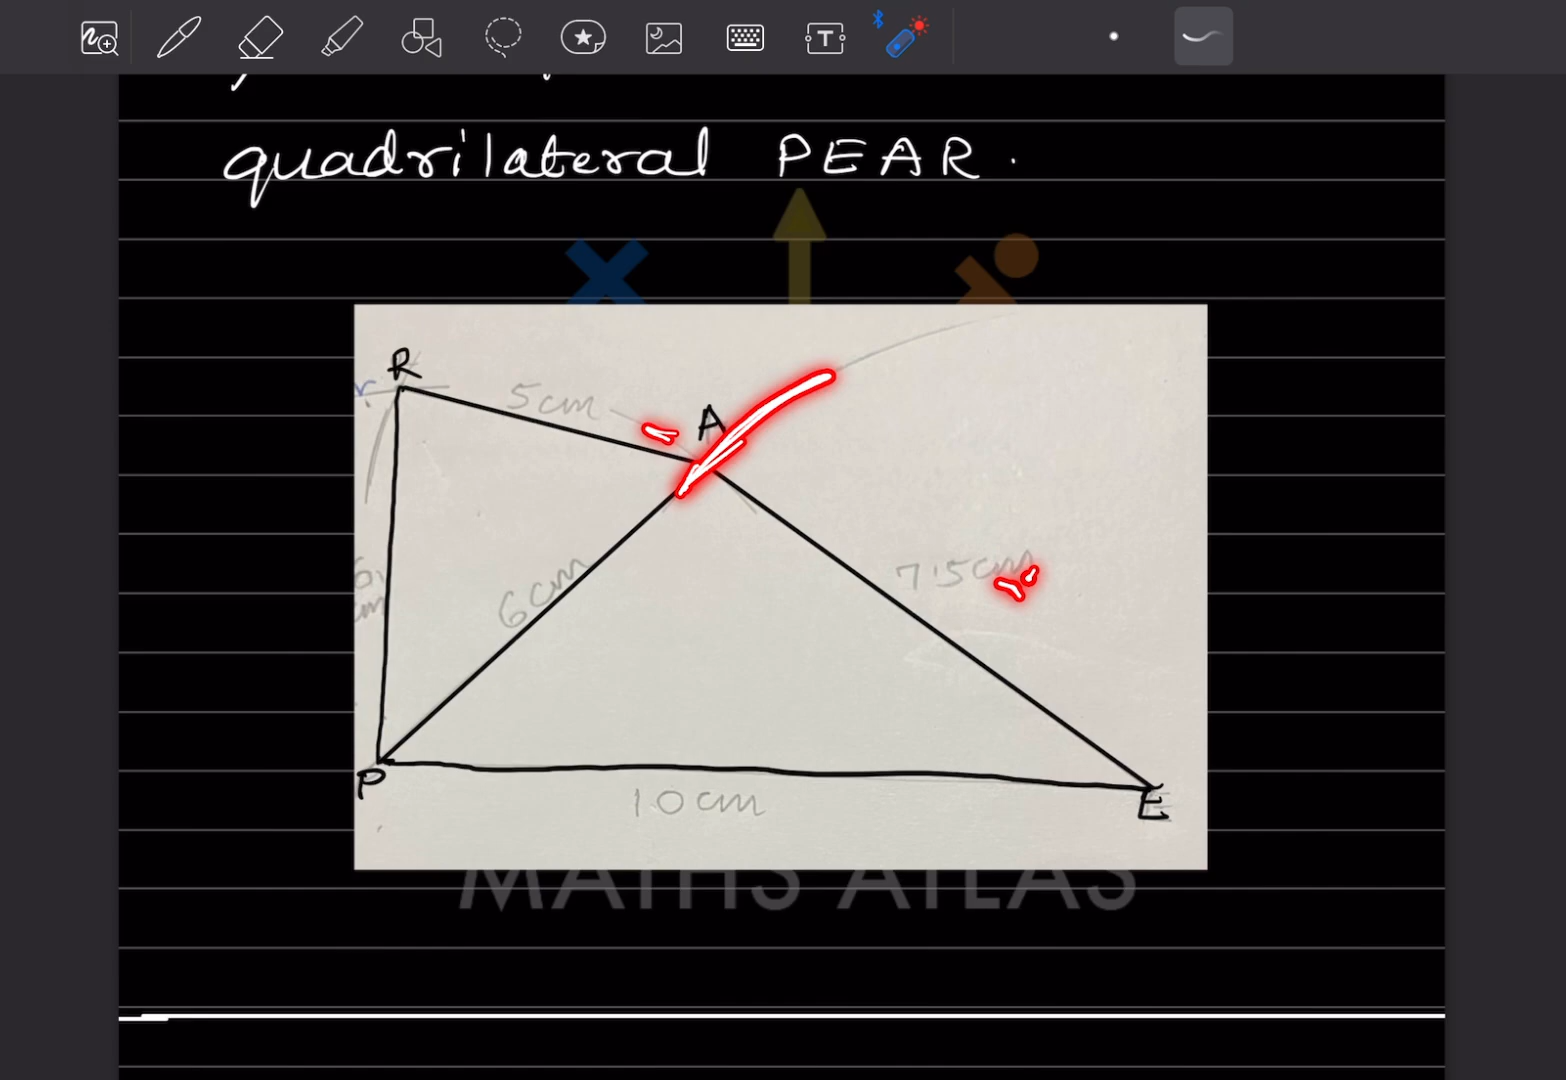 quadrilateral PEAR.
R
5cm
A
6cm
7.5cm
P
10cm
E
MATHS ATLAS